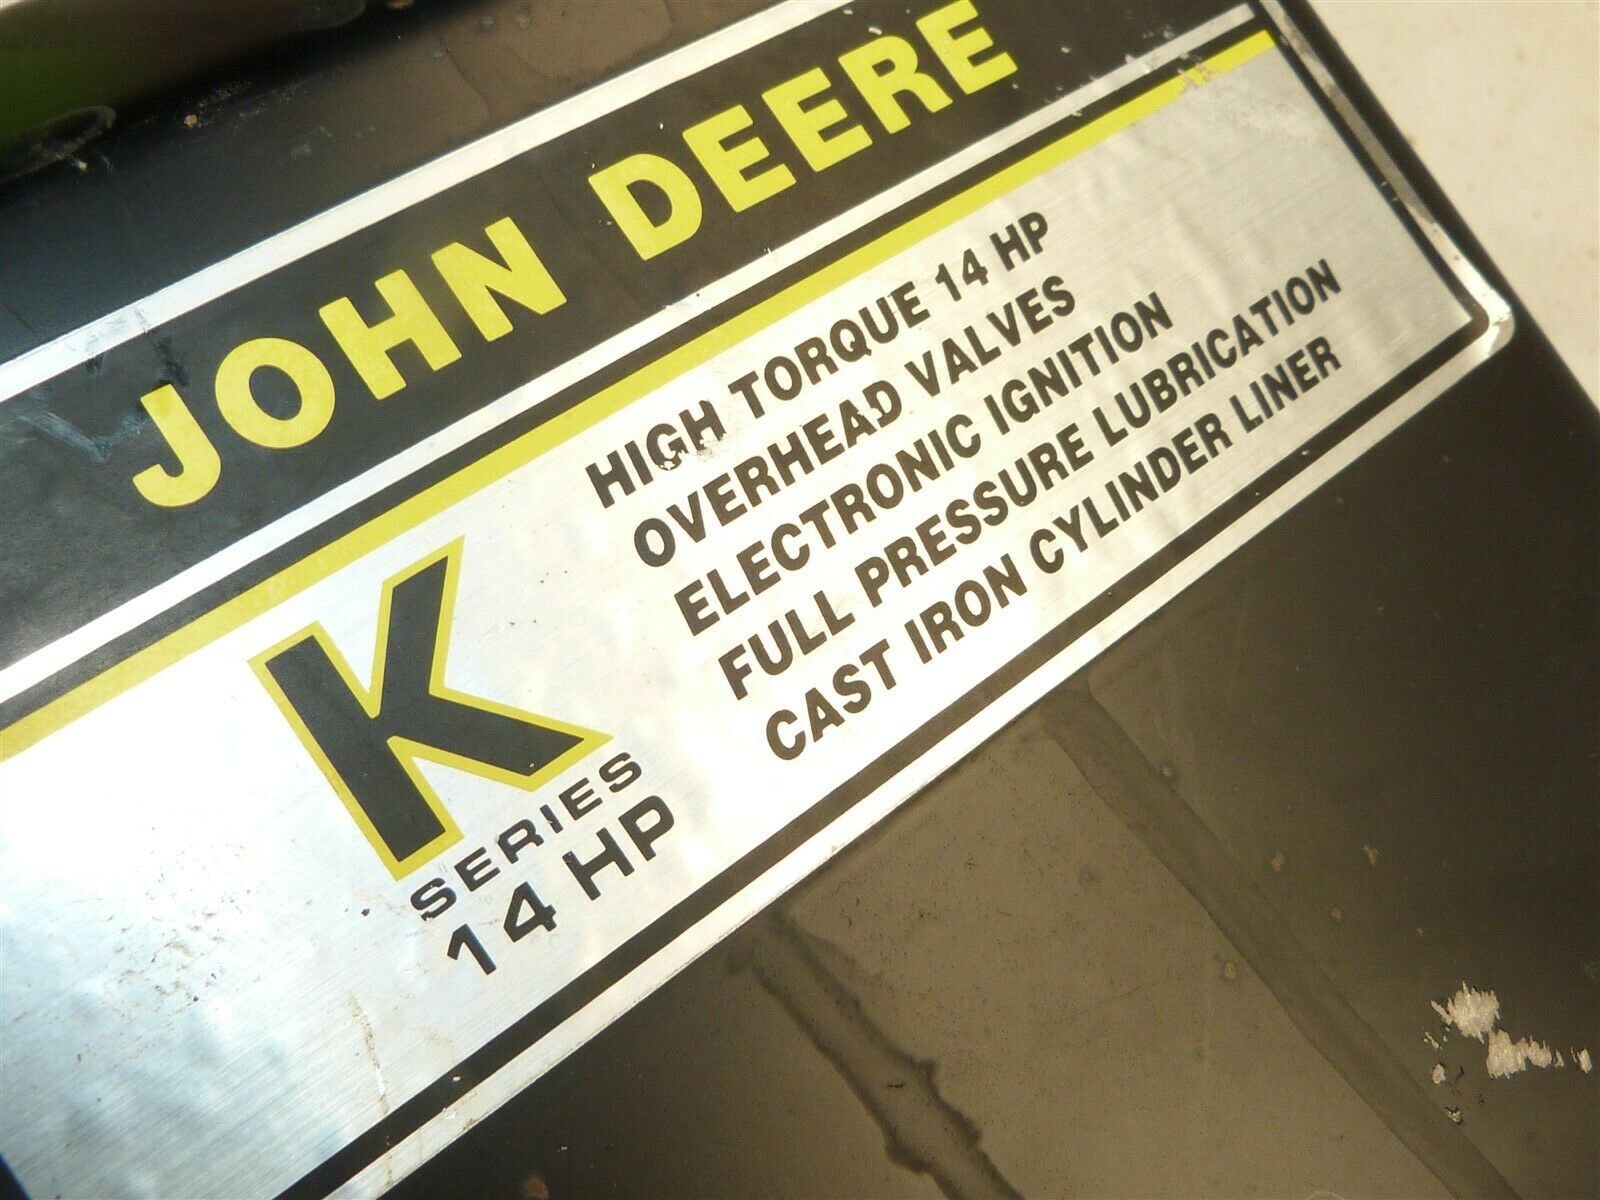 JOHN DEERE
K
SERIES
14 HP
HIGH TORQUE 14 HP
OVERHEAD VALVES
ELECTRONIC IGNITION
FULL PRESSURE LUBRICATION
CAST IRON CYLINDER LINER